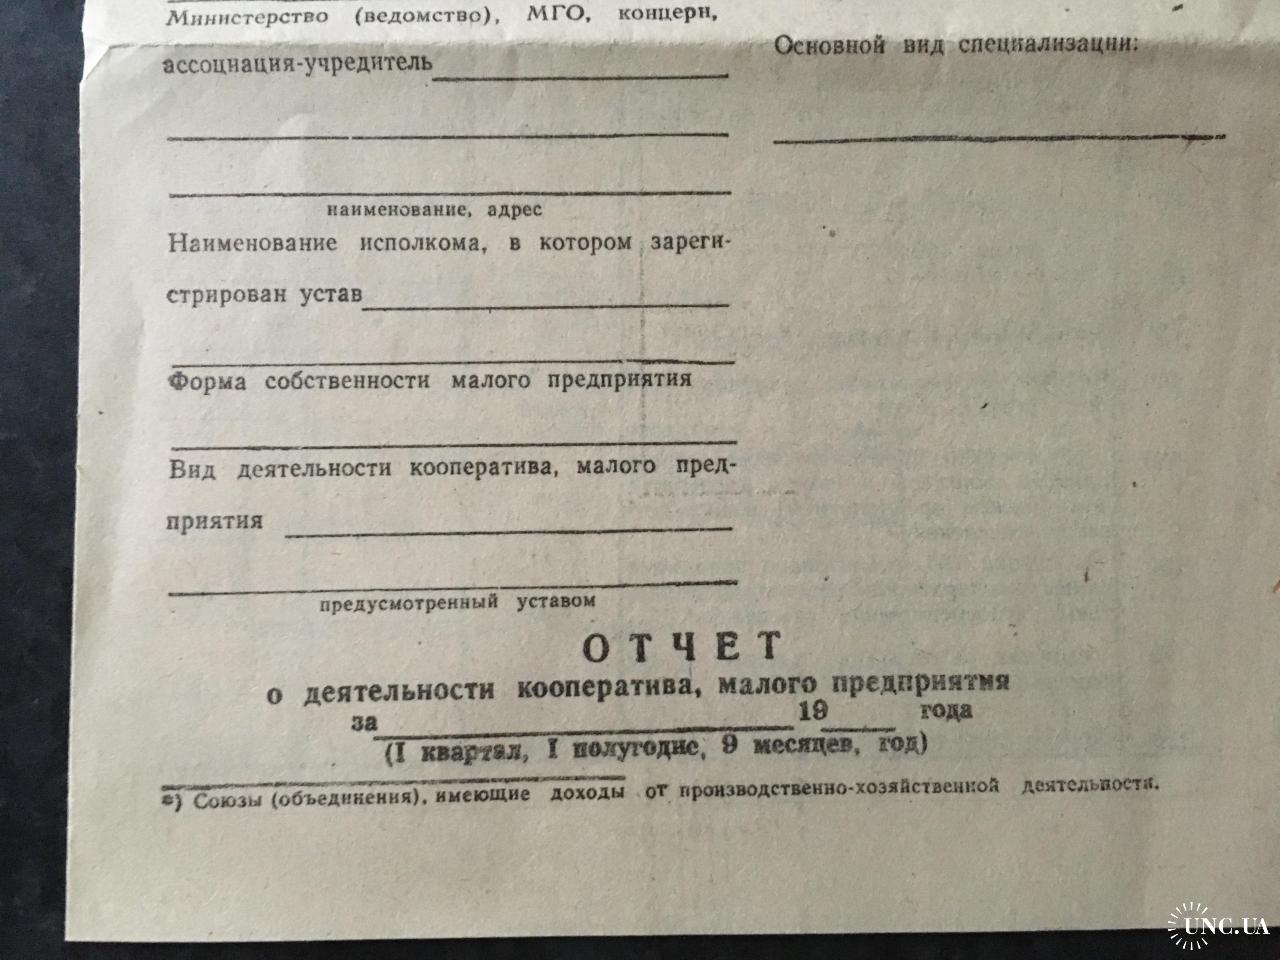 Министерство (ведомство), МГО, концерн,
ассоциация-учредитель
Основной вид специализации:
наименование, адрес
Наименование исполкома, в котором зареги-
стрирован устав
Форма собственности малого предприятия
Вид деятельности кооператива, малого пред-
приятия
предусмотренный уставом
ОТЧЕТ
о деятельности кооператива, малого предприятия
за 19 года
(I квартал, I полугодие, 9 месяцев, год)
*) Союзы (объединения), имеющие доходы от производственно-хозяйственной деятельности.
UNC.UA